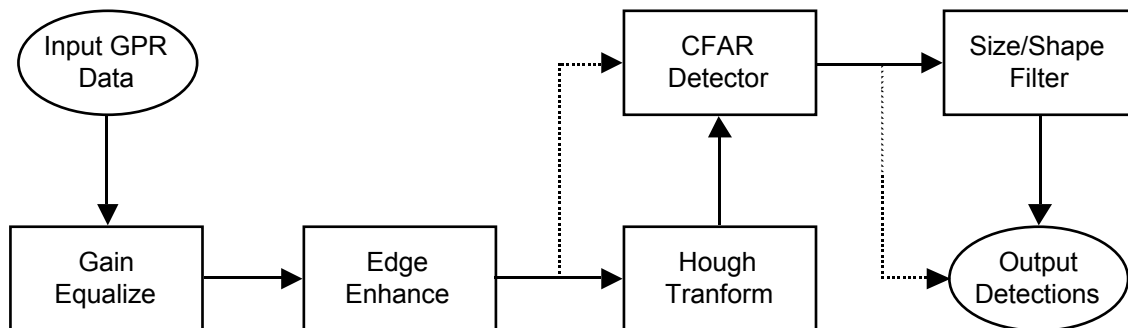 Input GPR
Data
CFAR
Detector
Size/Shape
Filter
Gain
Equalize
Edge
Enhance
Hough
Tranform
Output
Detections